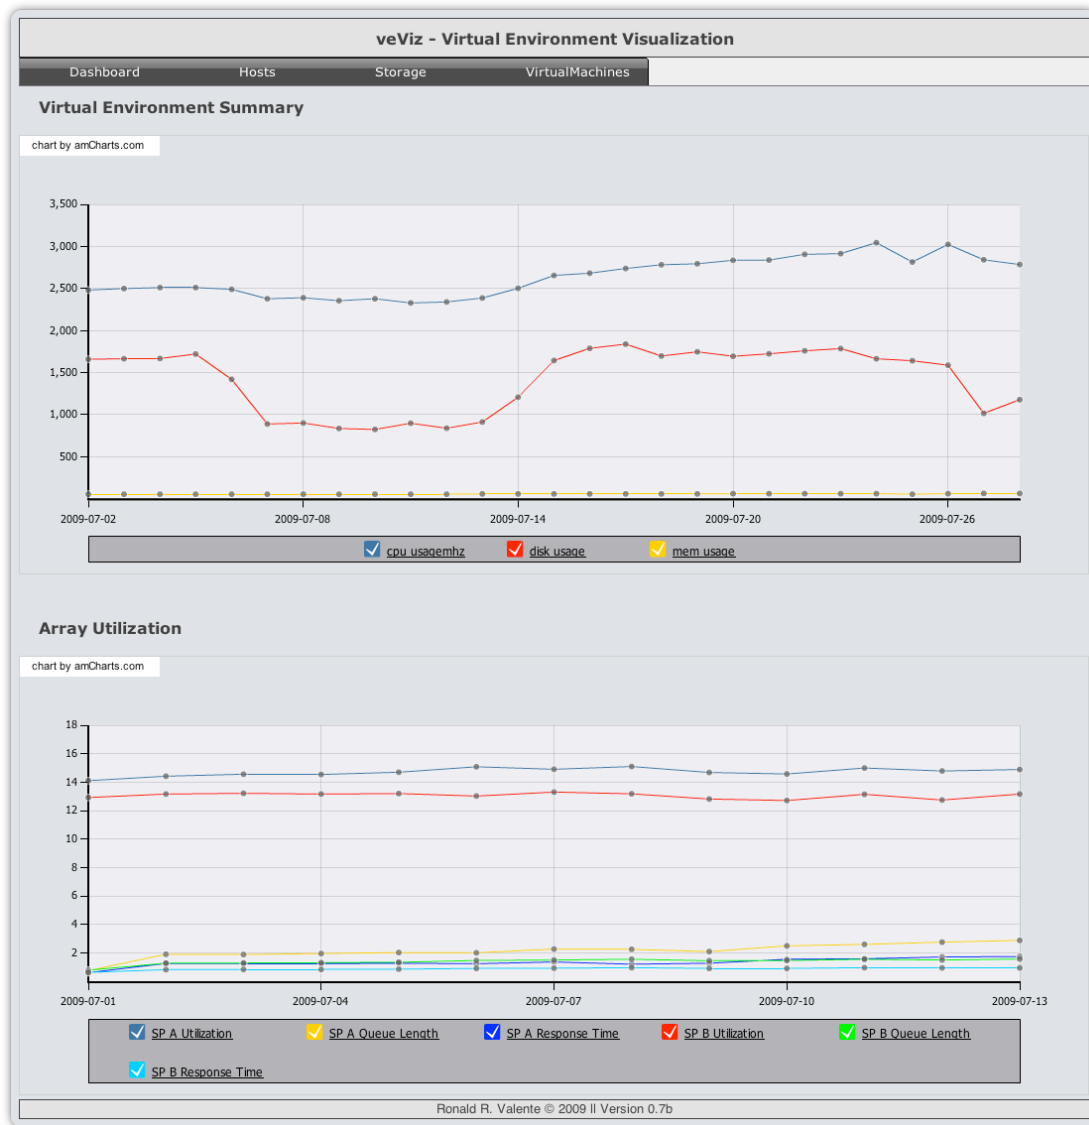 veViz - Virtual Environment Visualization
Dashboard Hosts Storage VirtualMachines
Virtual Environment Summary
chart by amCharts.com
3,500
3,000
2,500
2,000
1,500
1,000
500
2009-07-02 2009-07-08 2009-07-14 2009-07-20 2009-07-26
cpu usagemhz disk usage mem usage
Array Utilization
chart by amCharts.com
18
16
14
12
10
8
6
4
2
2009-07-01 2009-07-04 2009-07-07 2009-07-10 2009-07-13
SP A Utilization SP A Queue Length SP A Response Time SP B Utilization SP B Queue Length
SP B Response Time
Ronald R. Valente © 2009 || Version 0.7b